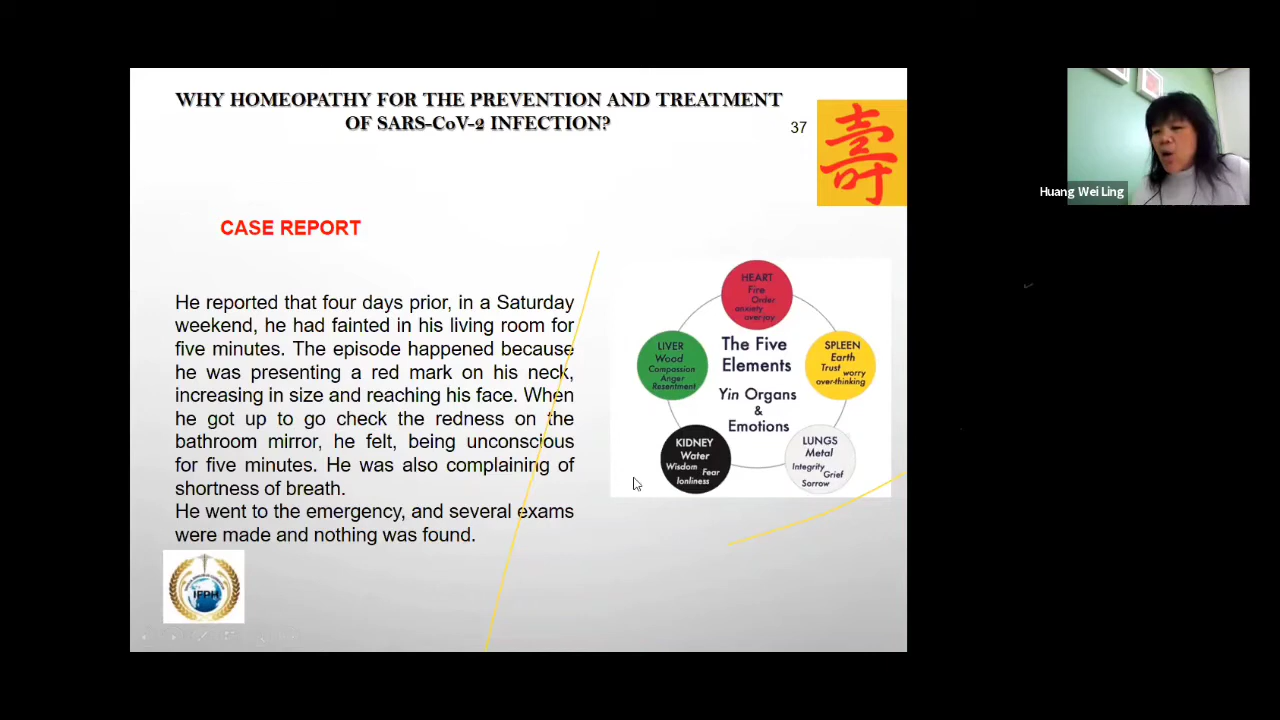 WHY HOMEOPATHY FOR THE PREVENTION AND TREATMENT
OF SARS-CoV-2 INFECTION?
37
壽
Huang Wei Ling
CASE REPORT
He reported that four days prior, in a Saturday
weekend, he had fainted in his living room for
five minutes. The episode happened because
he was presenting a red mark on his neck,
increasing in size and reaching his face. When
he got up to go check the redness on the
bathroom mirror, he felt, being unconscious
for five minutes. He was also complaining of
shortness of breath.
He went to the emergency, and several exams
were made and nothing was found.
HEART
Fire
Order
anxiety
over-joy
LIVER
Wood
Compassion
Anger
Resentment
The Five
Elements
Yin Organs
&
Emotions
SPLEEN
Earth
Trust
worry
over-thinking
KIDNEY
Water
Wisdom
Fear
lonliness
LUNGS
Metal
Integrity
Grief
Sorrow
IFPH